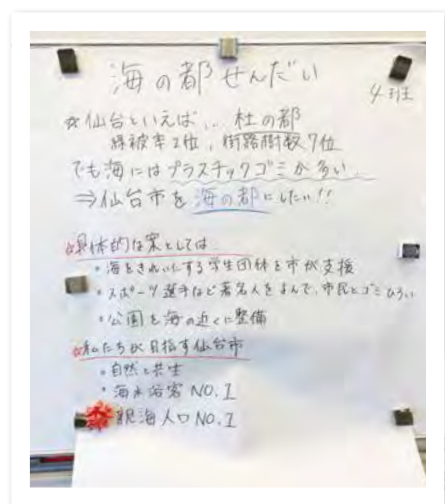 海の都せんだい
4班
☆仙台といえば... 杜の都
緑被率2位, 街路樹数7位
でも海にはプラスチックゴミが多い
⇒仙台市を海の都にしたい!!
☆具体的な案としては
・海をきれいにする学生団体を市が支援
・スポーツ選手など著名人をよんで、市民とゴミひろい
・公園を海の近くに整備
☆私たちが目指す仙台市
・自然と共生
・海水浴客 NO.1
親海人口 NO.1